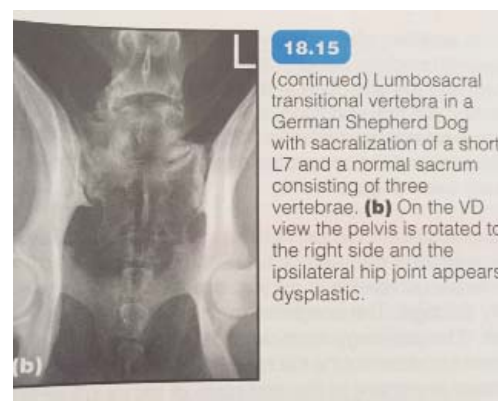 L
18.15
(continued) Lumbosacral
transitional vertebra in a
German Shepherd Dog
with sacralization of a short
L7 and a normal sacrum
consisting of three
vertebrae. (b) On the VD
view the pelvis is rotated to
the right side and the
ipsilateral hip joint appears
dysplastic.
(b)